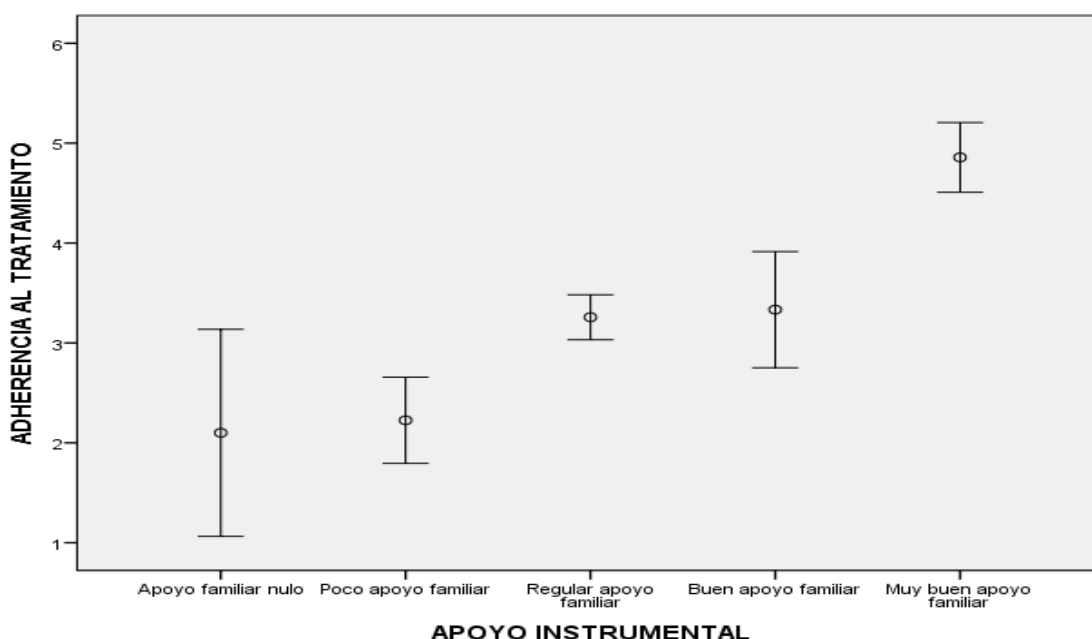 6
5
4
3
2
1
ADHERENCIA AL TRATAMIENTO
Apoyo familiar nulo
Poco apoyo familiar
Regular apoyo
familiar
Buen apoyo familiar
Muy buen apoyo
familiar
APOYO INSTRUMENTAL